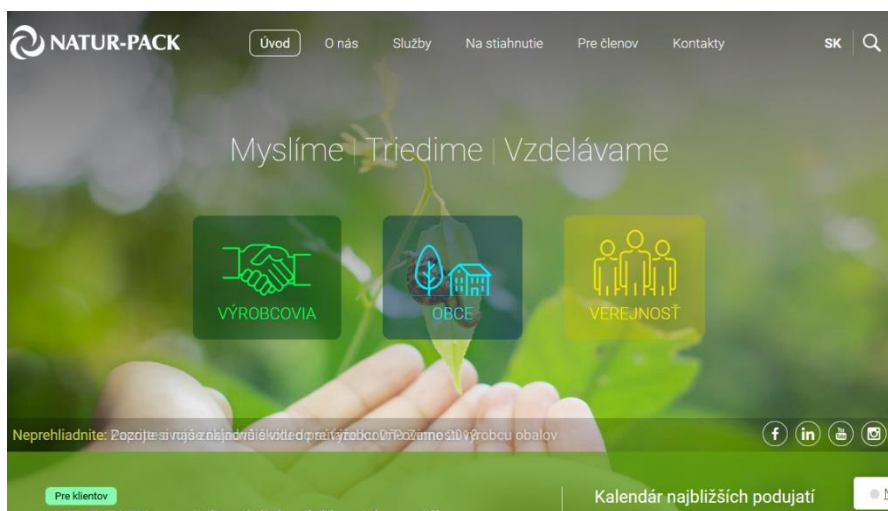 NATUR-PACK
Úvod
O nás
Služby
Na stiahnutie
Pre členov
Kontakty
SK
Myslíme | Triedime | Vzdelávame
VÝROBCOVIA
OBCE
VEREJNOSŤ
Neprehliadnite:
Pre klientov
Kalendár najbližších podujatí